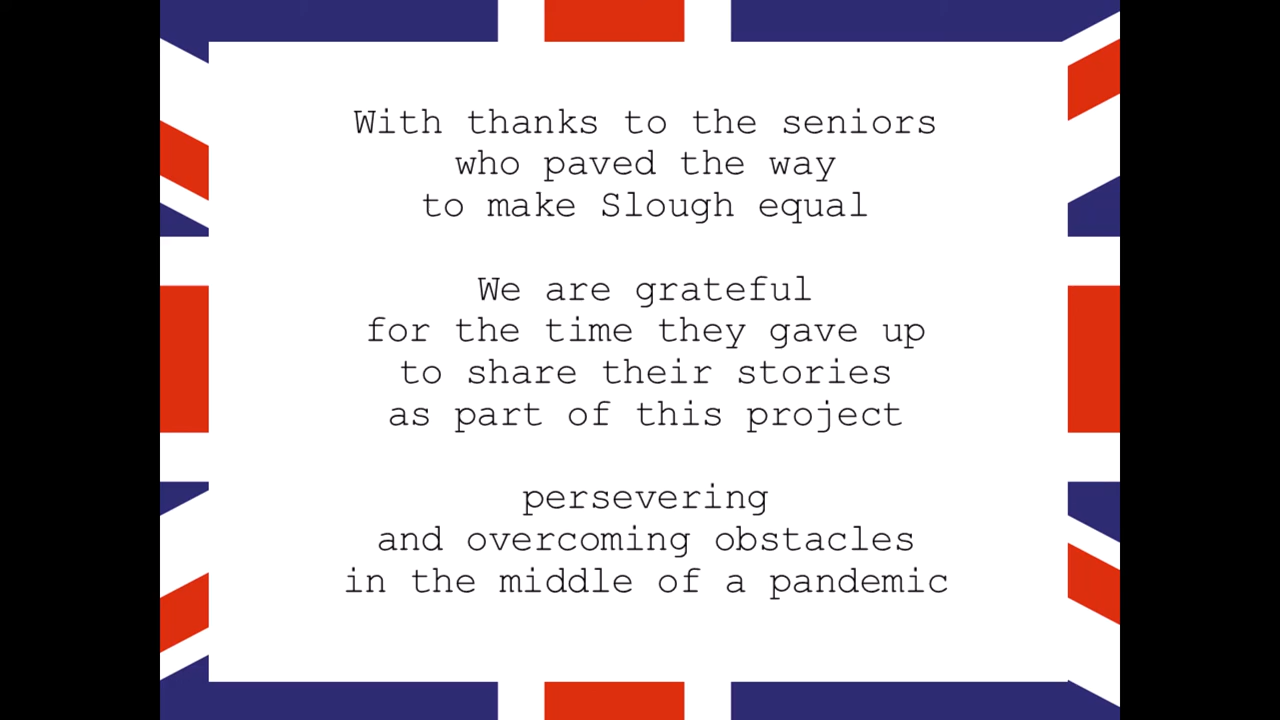 With thanks to the seniors
who paved the way
to make Slough equal
We are grateful
for the time they gave up
to share their stories
as part of this project
persevering
and overcoming obstacles
in the middle of a pandemic